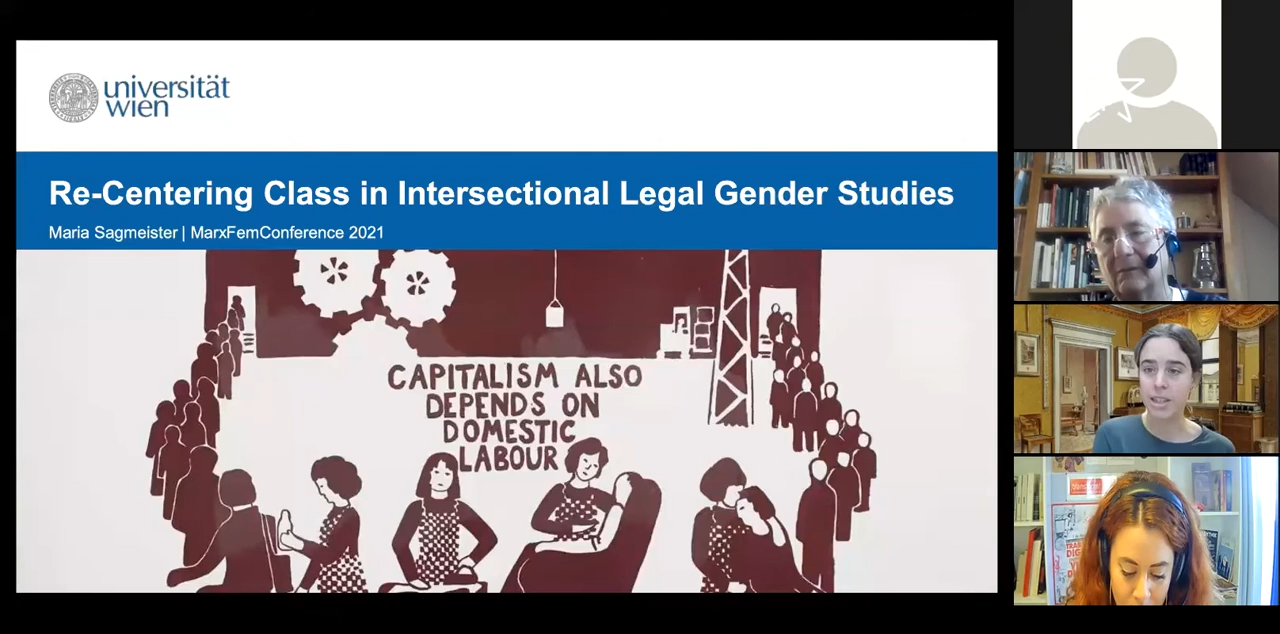 universität
wien
Re-Centering Class in Intersectional Legal Gender Studies
Maria Sagmeister | MarxFemConference 2021
CAPITALISM ALSO
DEPENDS ON
DOMESTIC
LABOUR